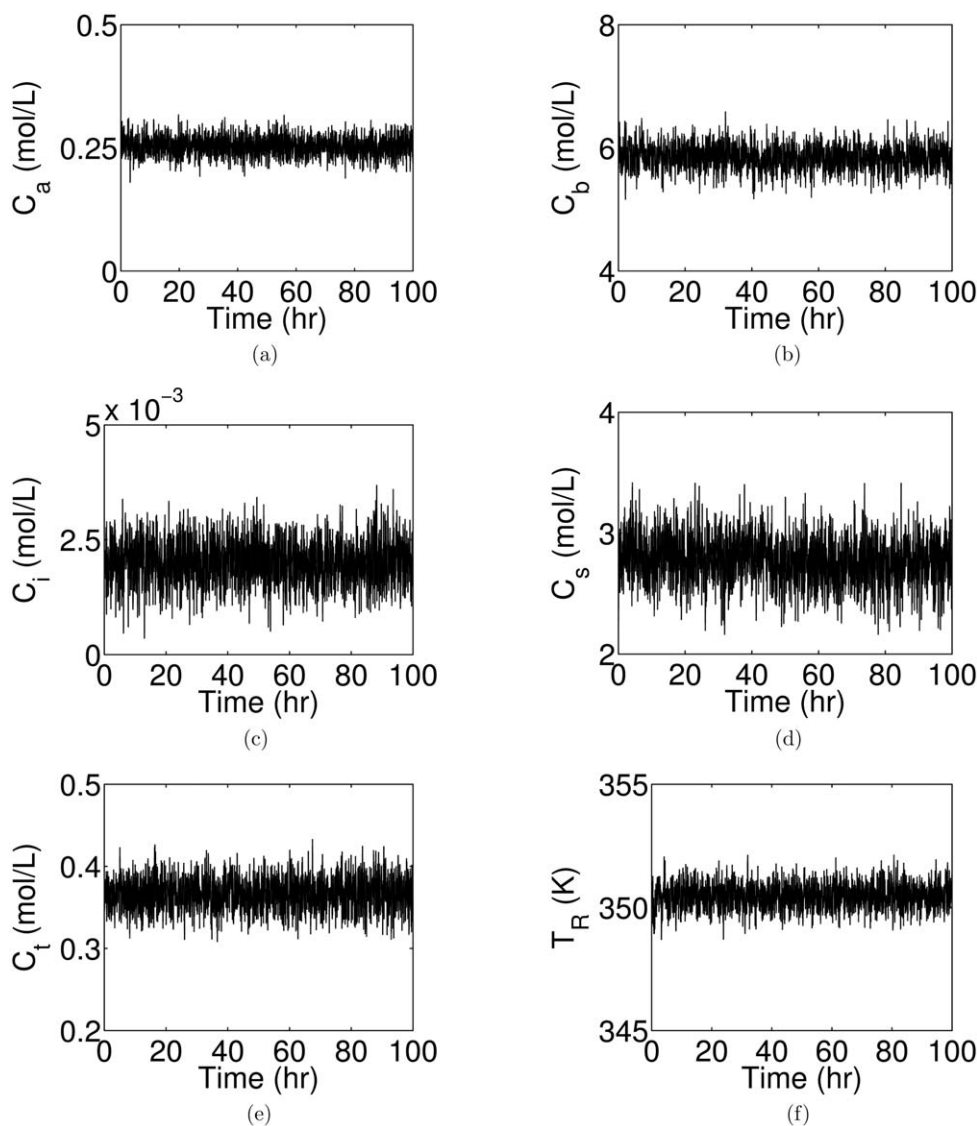 0.5
0.25
0
C_a (mol/L)
0 20 40 60 80 100
Time (hr)
(a)
8
6
4
C_b (mol/L)
0 20 40 60 80 100
Time (hr)
(b)
5 x 10^-3
2.5
0
C_i (mol/L)
0 20 40 60 80 100
Time (hr)
(c)
4
3
2
C_s (mol/L)
0 20 40 60 80 100
Time (hr)
(d)
0.5
0.4
0.3
0.2
C_t (mol/L)
0 20 40 60 80 100
Time (hr)
(e)
355
350
345
T_R (K)
0 20 40 60 80 100
Time (hr)
(f)